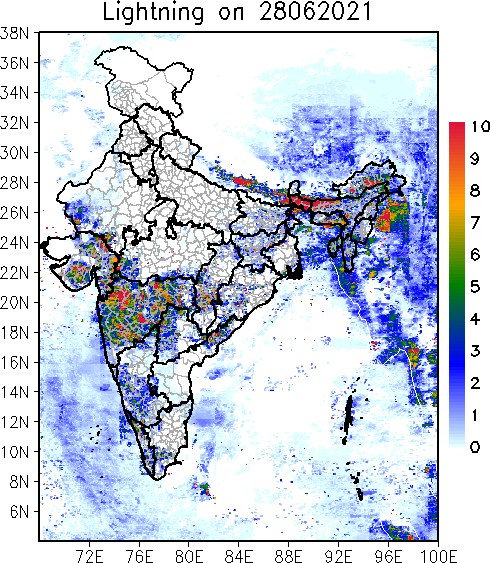 Lightning on 28062021
38N
36N
34N
32N
30N
28N
26N
24N
22N
20N
18N
16N
14N
12N
10N
8N
6N
72E 76E 80E 84E 88E 92E 96E 100E
10
9
8
7
6
5
4
3
2
1
0